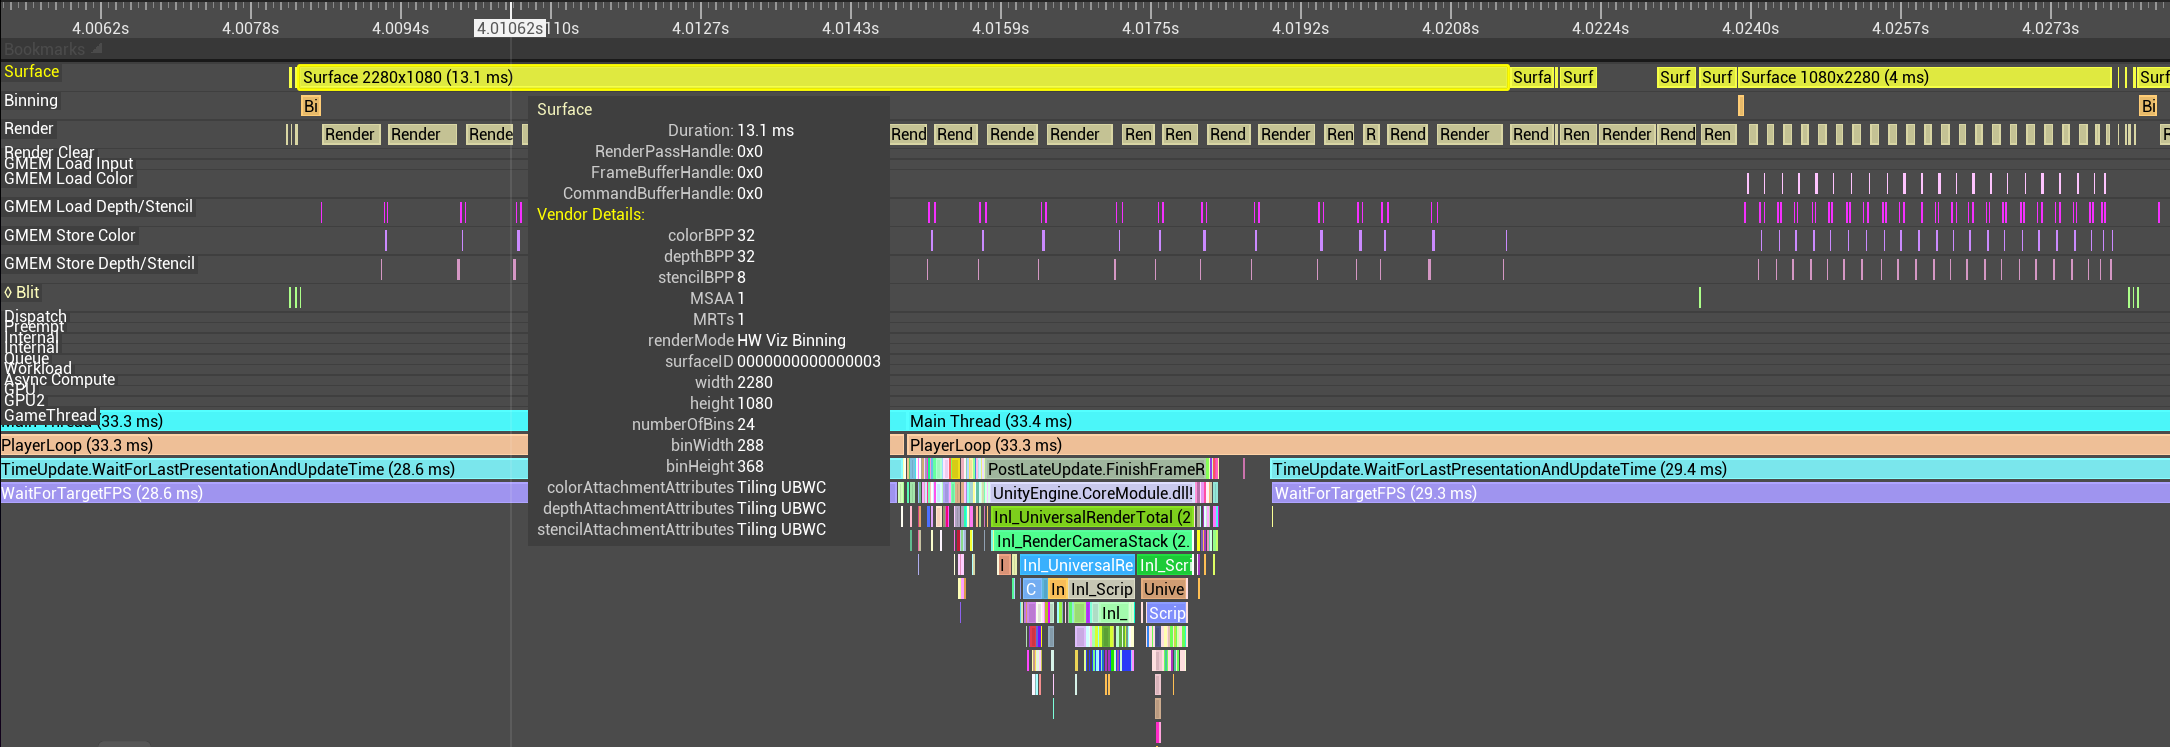 4.0062s 4.0078s 4.0094s 4.01062s 110s 4.0127s 4.0143s 4.0159s 4.0175s 4.0192s 4.0208s 4.0224s 4.0240s 4.0257s 4.0273s
Bookmarks
Surface Surface 2280x1080 (13.1 ms) Surfa Surf Surf Surf Surface 1080x2280 (4 ms) Surf
Binning Bi Bi
Render Render Render Rende Rend Rend Rende Render Ren Ren Rend Render Ren R Rend Render Rend Ren Render Rend Ren
Render Clear
GMEM Load Input
GMEM Load Color
GMEM Load Depth/Stencil
GMEM Store Color
GMEM Store Depth/Stencil
◊ Blit
Dispatch
Preempt
Internal
Internal
Queue
Workload
Async Compute
GPU
GPU2
GameThread
Surface
Duration: 13.1 ms
RenderPassHandle: 0x0
FrameBufferHandle: 0x0
CommandBufferHandle: 0x0
Vendor Details:
colorBPP 32
depthBPP 32
stencilBPP 8
MSAA 1
MRTs 1
renderMode HW Viz Binning
surfaceID 0000000000000003
width 2280
height 1080
numberOfBins 24
binWidth 288
binHeight 368
colorAttachmentAttributes Tiling UBWC
depthAttachmentAttributes Tiling UBWC
stencilAttachmentAttributes Tiling UBWC
Main Thread (33.3 ms) Main Thread (33.4 ms)
PlayerLoop (33.3 ms) PlayerLoop (33.3 ms)
TimeUpdate.WaitForLastPresentationAndUpdateTime (28.6 ms) PostLateUpdate.FinishFrameR TimeUpdate.WaitForLastPresentationAndUpdateTime (29.4 ms)
WaitForTargetFPS (28.6 ms) UnityEngine.CoreModule.dll! WaitForTargetFPS (29.3 ms)
Inl_UniversalRenderTotal (2
Inl_RenderCameraStack (2.
I Inl_UniversalRe Inl_Scri
C In Inl_Scrip Unive
Inl_ Scrip